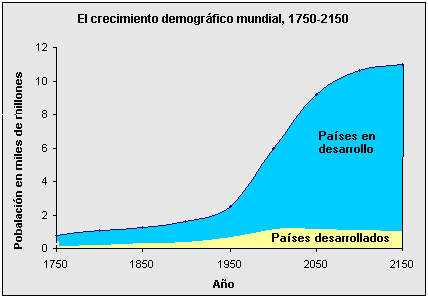 El crecimiento demográfico mundial, 1750-2150
Pobalación en miles de millones
12
10
8
6
4
2
0
Países en
desarrollo
Países desarrollados
1750
1850
1950
2050
2150
Año